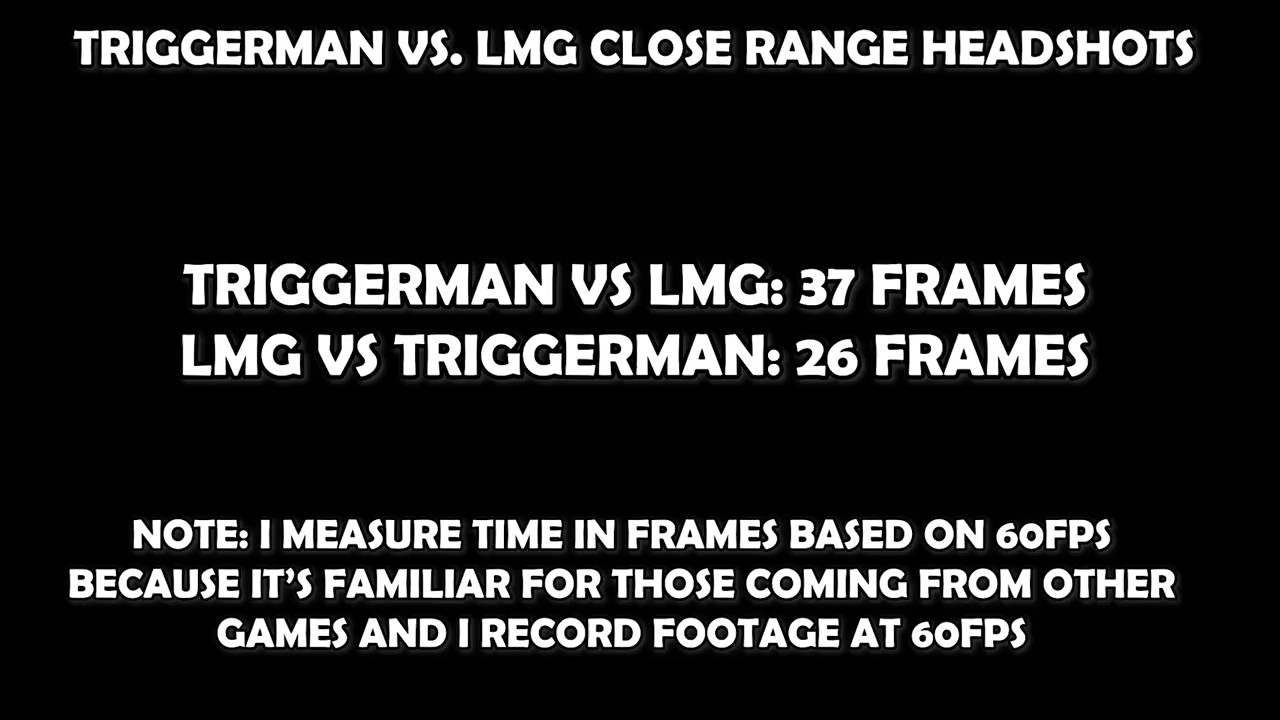 TRIGGERMAN VS. LMG CLOSE RANGE HEADSHOTS
TRIGGERMAN VS LMG: 37 FRAMES
LMG VS TRIGGERMAN: 26 FRAMES
NOTE: I MEASURE TIME IN FRAMES BASED ON 60FPS
BECAUSE IT'S FAMILIAR FOR THOSE COMING FROM OTHER
GAMES AND I RECORD FOOTAGE AT 60FPS